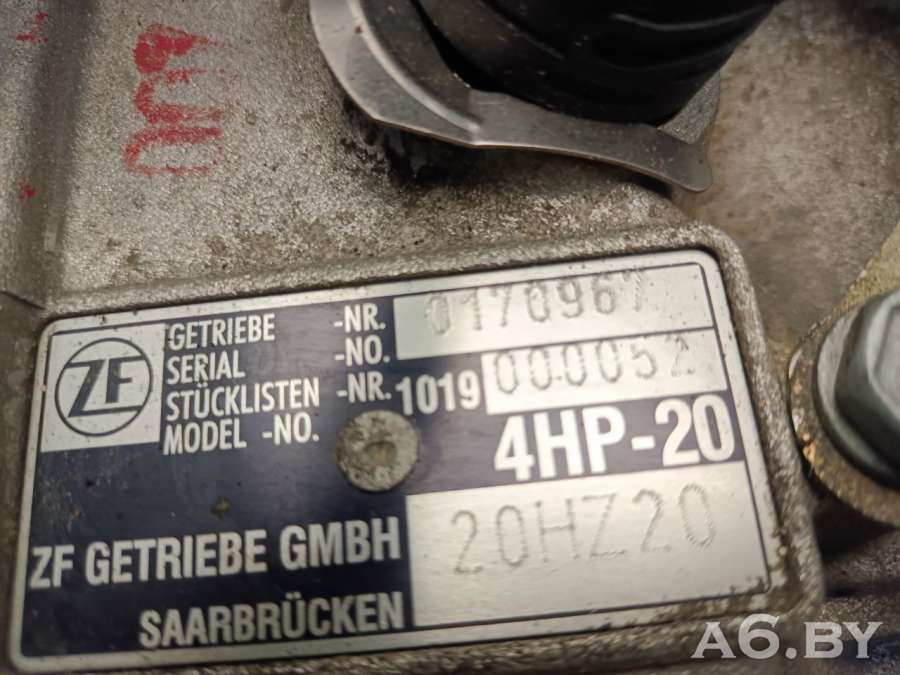 ZF
GETRIEBE -NR. 0170967
SERIAL -NO.
STÜCKLISTEN -NR. 1019 000052
MODEL -NO.
4HP-20
20HZ20
ZF GETRIEBE GMBH
SAARBRÜCKEN
A6.BY